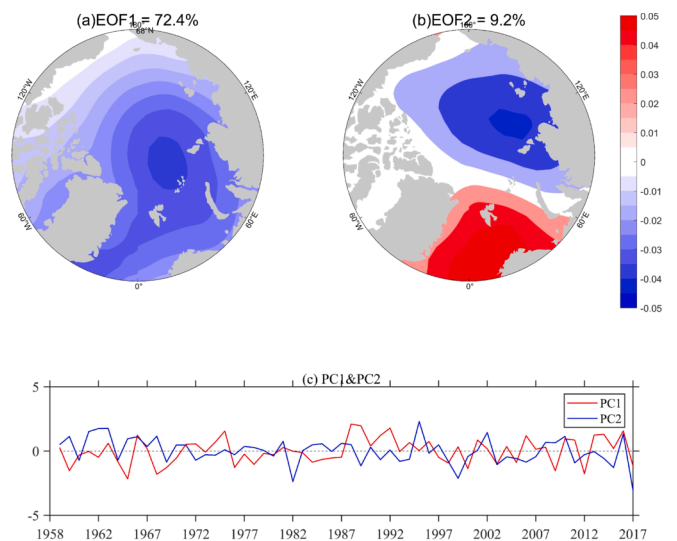 (a)EOF1 = 72.4%
(b)EOF2 = 9.2%
180°
68°N
180°
120°W
120°E
120°W
120°E
60°W
60°E
60°W
60°E
0°
0°
0.05
0.04
0.03
0.02
0.01
0
-0.01
-0.02
-0.03
-0.04
-0.05
(c) PC1&PC2
5
0
-5
PC1
PC2
1958 1962 1967 1972 1977 1982 1987 1992 1997 2002 2007 2012 2017